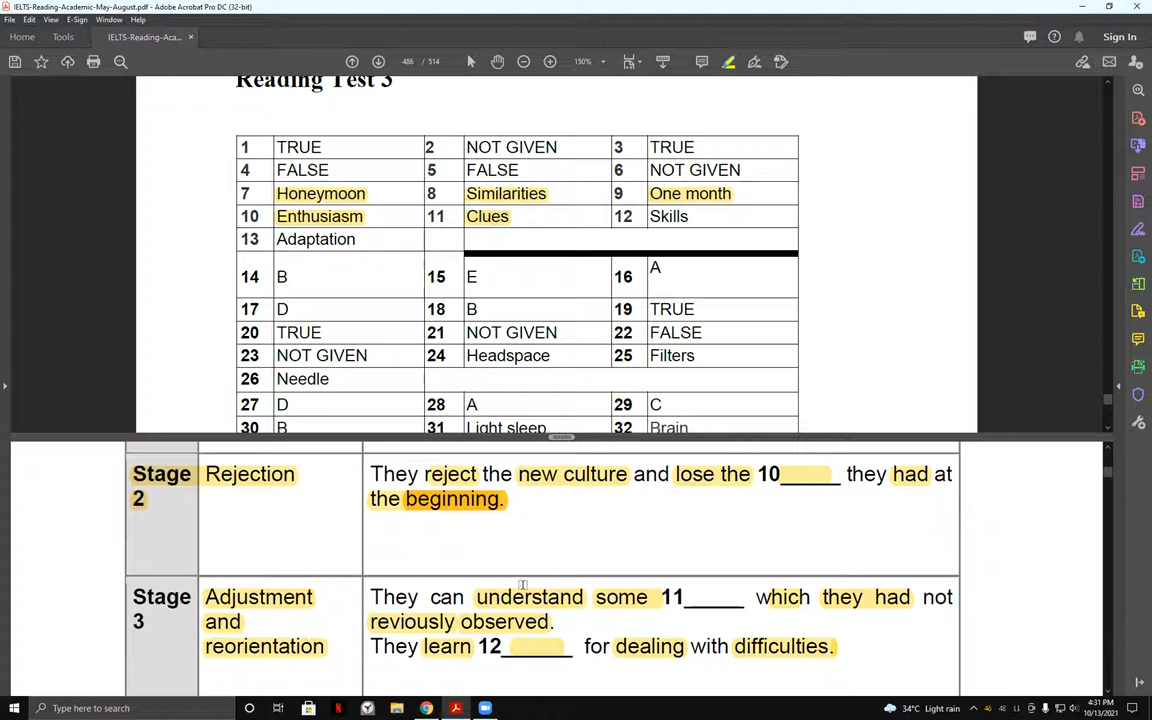 IELTS-Reading-Academic-May-August.pdf - Adobe Acrobat Pro DC (32-bit)
File Edit View E-Sign Window Help
Home Tools IELTS-Reading-Aca... × Sign In
486 / 514 150%
Reading Test 3
1 TRUE 2 NOT GIVEN 3 TRUE
4 FALSE 5 FALSE 6 NOT GIVEN
7 Honeymoon 8 Similarities 9 One month
10 Enthusiasm 11 Clues 12 Skills
13 Adaptation
14 B 15 E 16 A
17 D 18 B 19 TRUE
20 TRUE 21 NOT GIVEN 22 FALSE
23 NOT GIVEN 24 Headspace 25 Filters
26 Needle
27 D 28 A 29 C
30 B 31 Light sleep 32 Brain
Stage Rejection They reject the new culture and lose the 10_____ they had at
2 the beginning.
Stage Adjustment They can understand some 11_____ which they had not
3 and reviously observed.
reorientation They learn 12______ for dealing with difficulties.
Type here to search 34°C Light rain 46 48 11 4:31 PM
10/13/2021